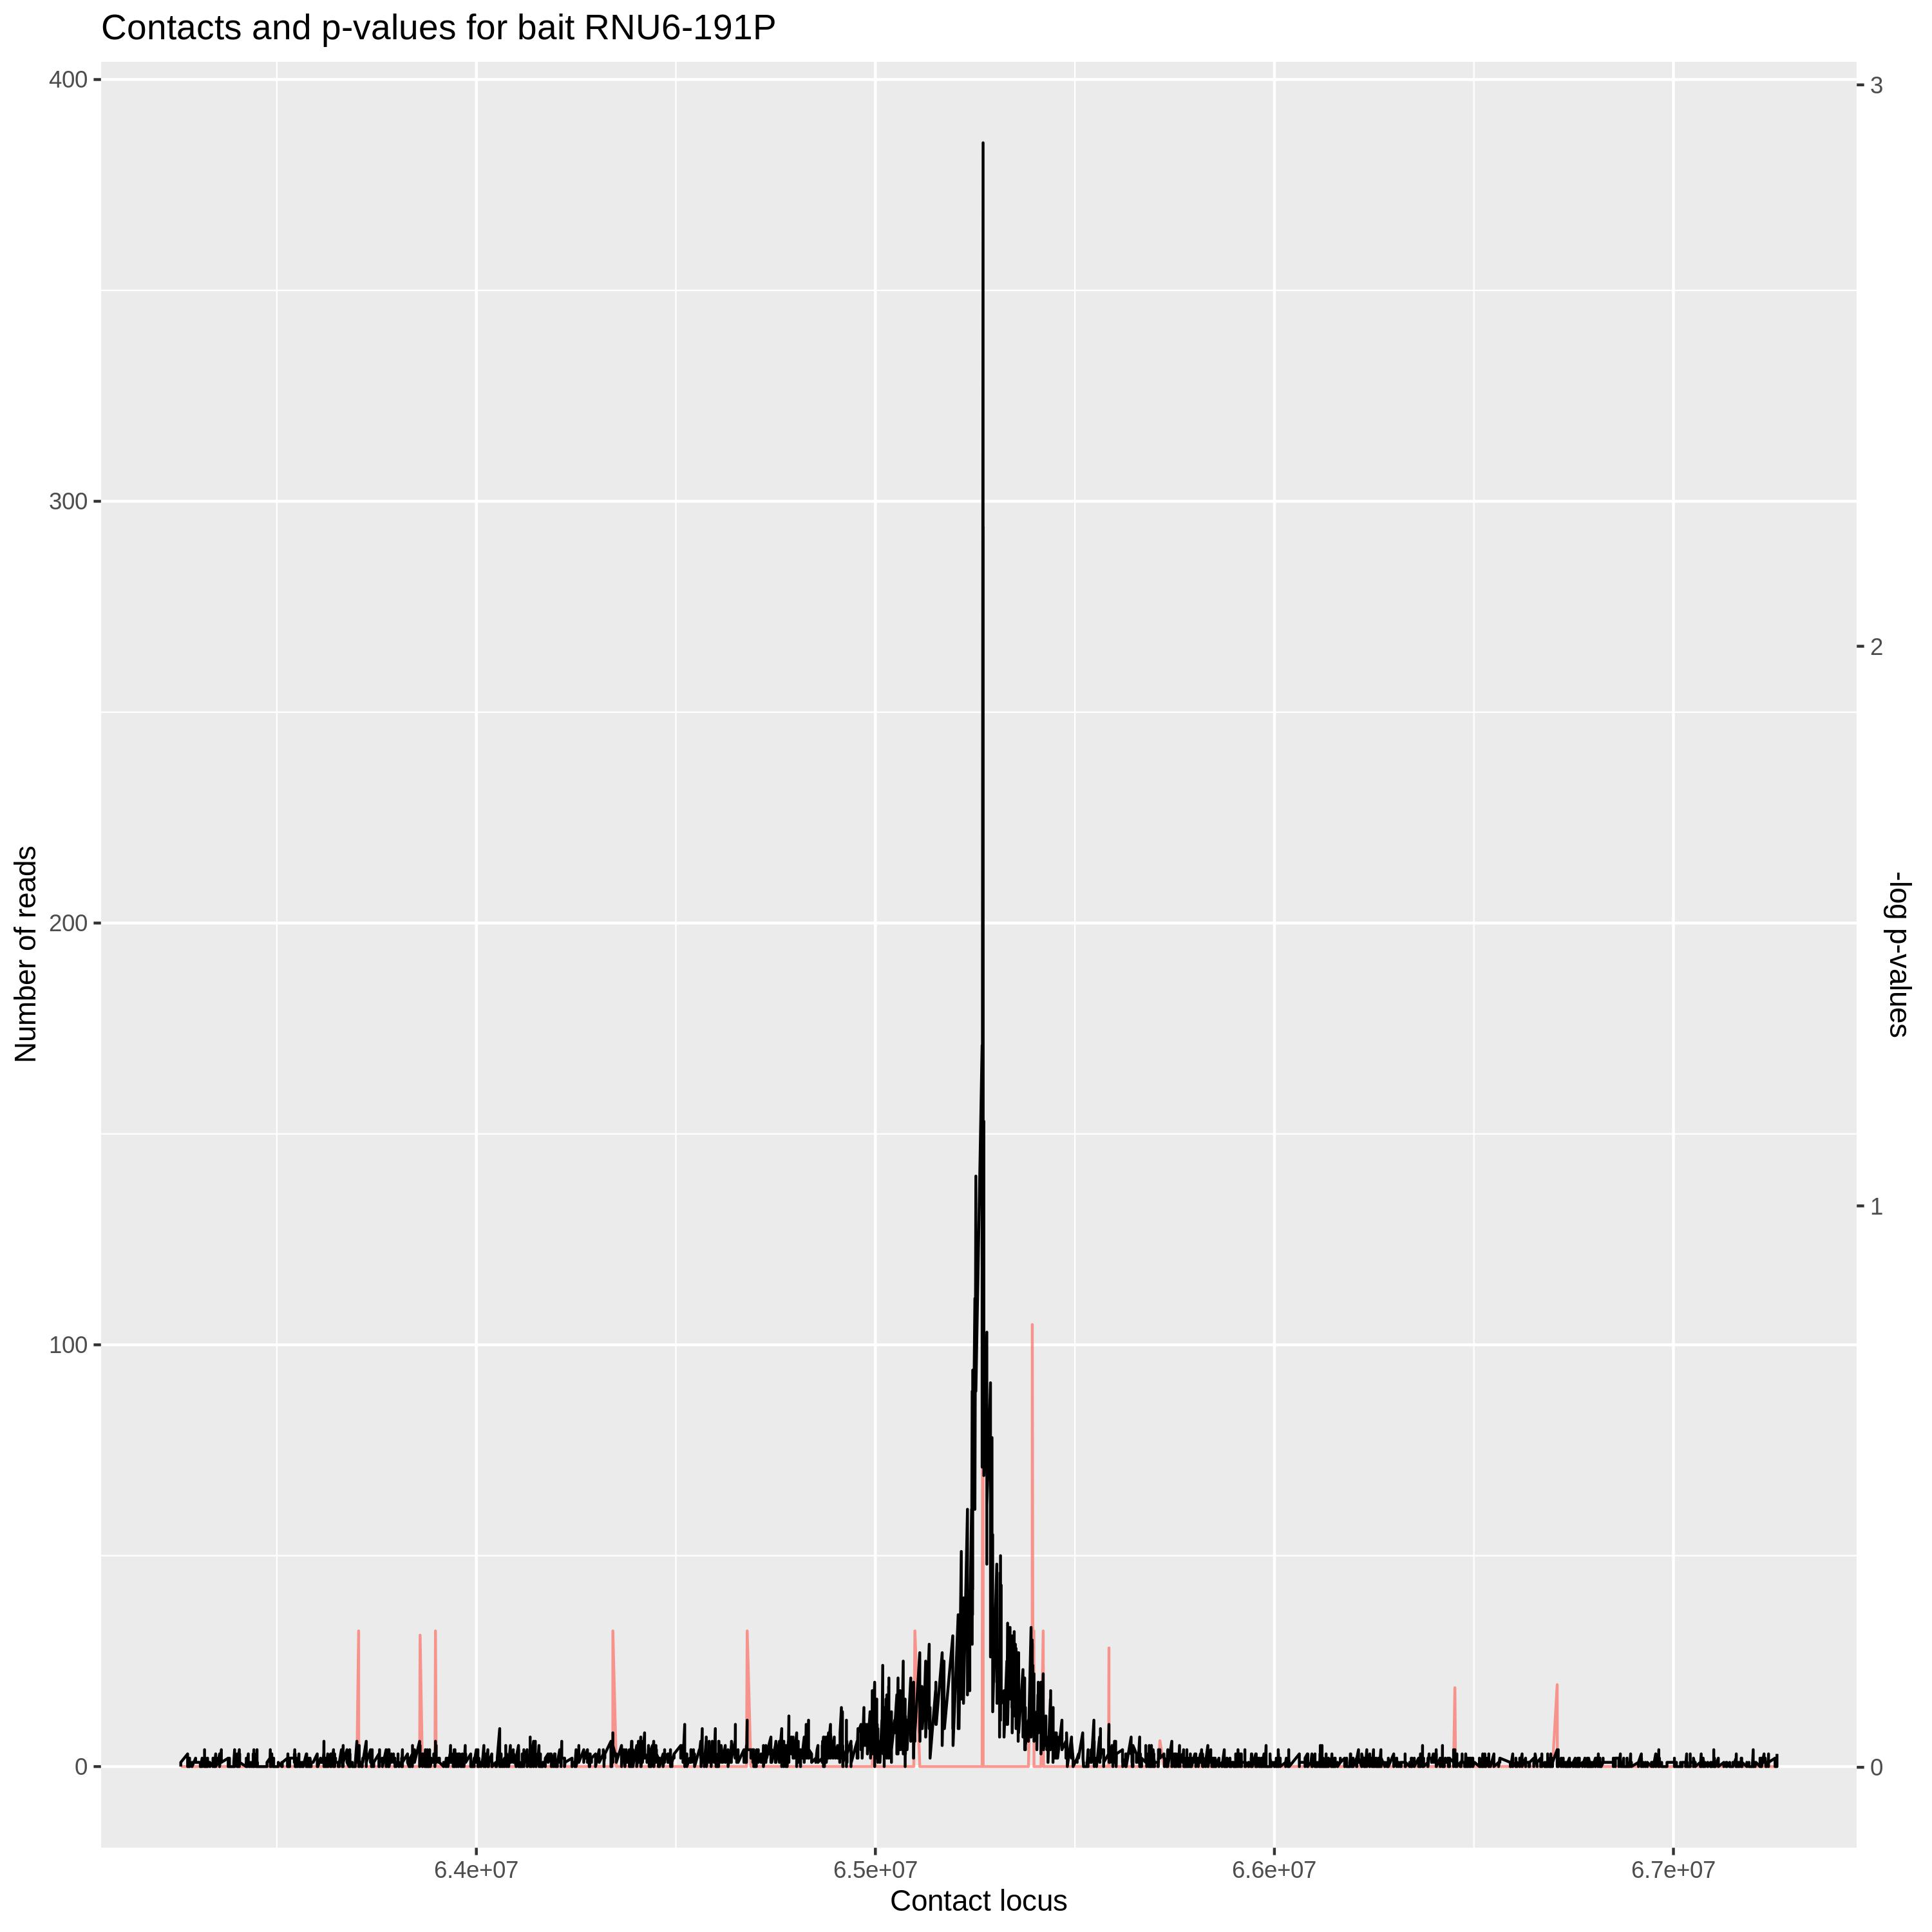 Contacts and p-values for bait RNU6-191P
400
300
200
100
0
3
2
1
0
Number of reads
-log p-values
6.4e+07
6.5e+07
6.6e+07
6.7e+07
Contact locus